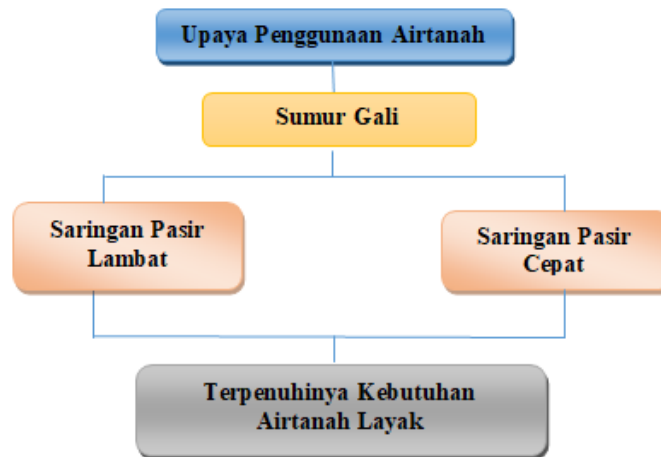 Upaya Penggunaan Airtanah
Sumur Gali
Saringan Pasir
Lambat
Saringan Pasir
Cepat
Terpenuhinya Kebutuhan
Airtanah Layak